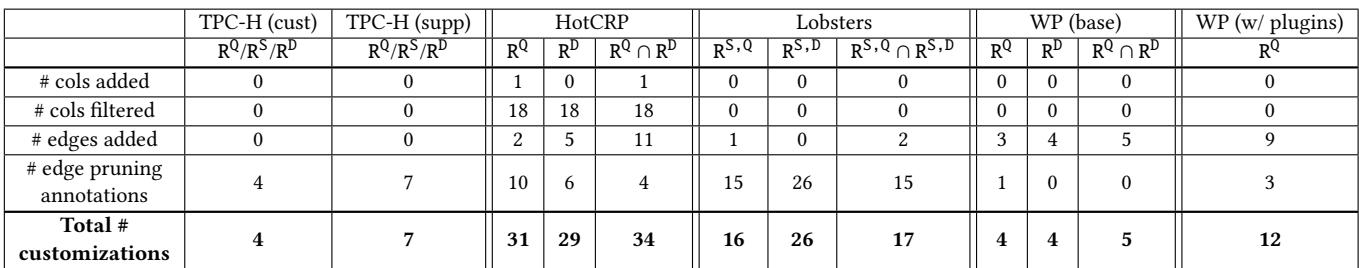 TPC-H (cust) TPC-H (supp) HotCRP Lobsters WP (base) WP (w/ plugins)
R^Q/R^S/R^D R^Q/R^S/R^D R^Q R^D R^Q ∩ R^D R^S,Q R^S,D R^S,Q ∩ R^S,D R^Q R^D R^Q ∩ R^D R^Q
# cols added 0 0 1 0 1 0 0 0 0 0 0 0
# cols filtered 0 0 18 18 18 0 0 0 0 0 0 0
# edges added 0 0 2 5 11 1 0 2 3 4 5 9
# edge pruning
annotations 4 7 10 6 4 15 26 15 1 0 0 3
Total #
customizations 4 7 31 29 34 16 26 17 4 4 5 12